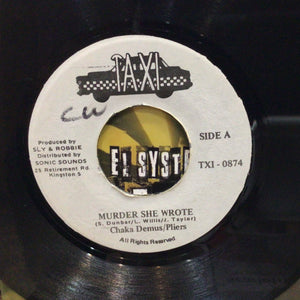 TAXI
CW
Produced by
SLY & ROBBIE
Distributed by
SONIC SOUNDS
25 Retirement Rd.
Kingston 5
SIDE A
TXI - 0874
EL SYST
MURDER SHE WROTE
(S. Dunbar/L. Willis/J. Taylor)
Chaka Demus/Pliers
All Rights Reserved